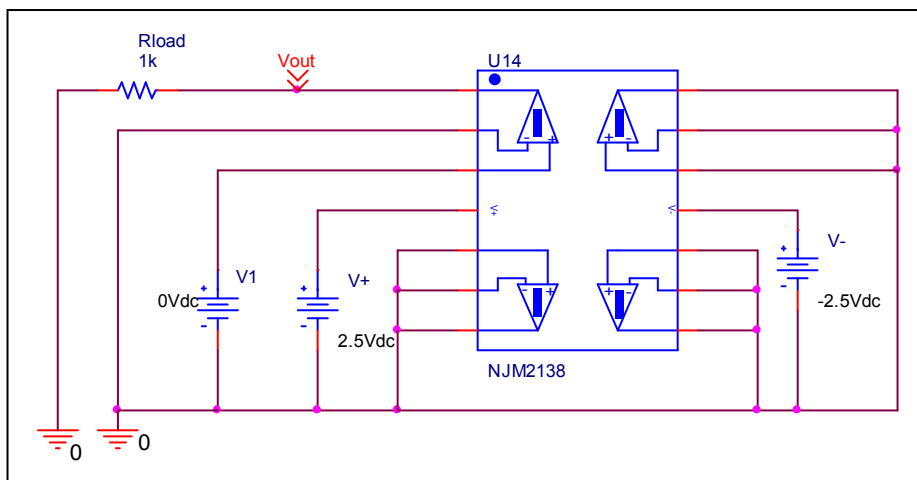 Rload
1k
Vout
U14
- +
+ -
V+
V-
V1
0Vdc
+
-
V+
2.5Vdc
+
-
V-
-2.5Vdc
+
-
- +
+ -
NJM2138
0
0